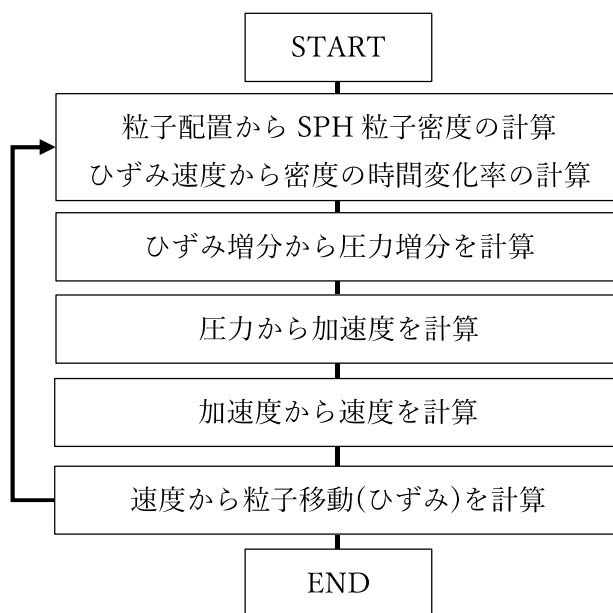 START
粒子配置から SPH 粒子密度の計算
ひずみ速度から密度の時間変化率の計算
ひずみ増分から圧力増分を計算
圧力から加速度を計算
加速度から速度を計算
速度から粒子移動(ひずみ)を計算
END